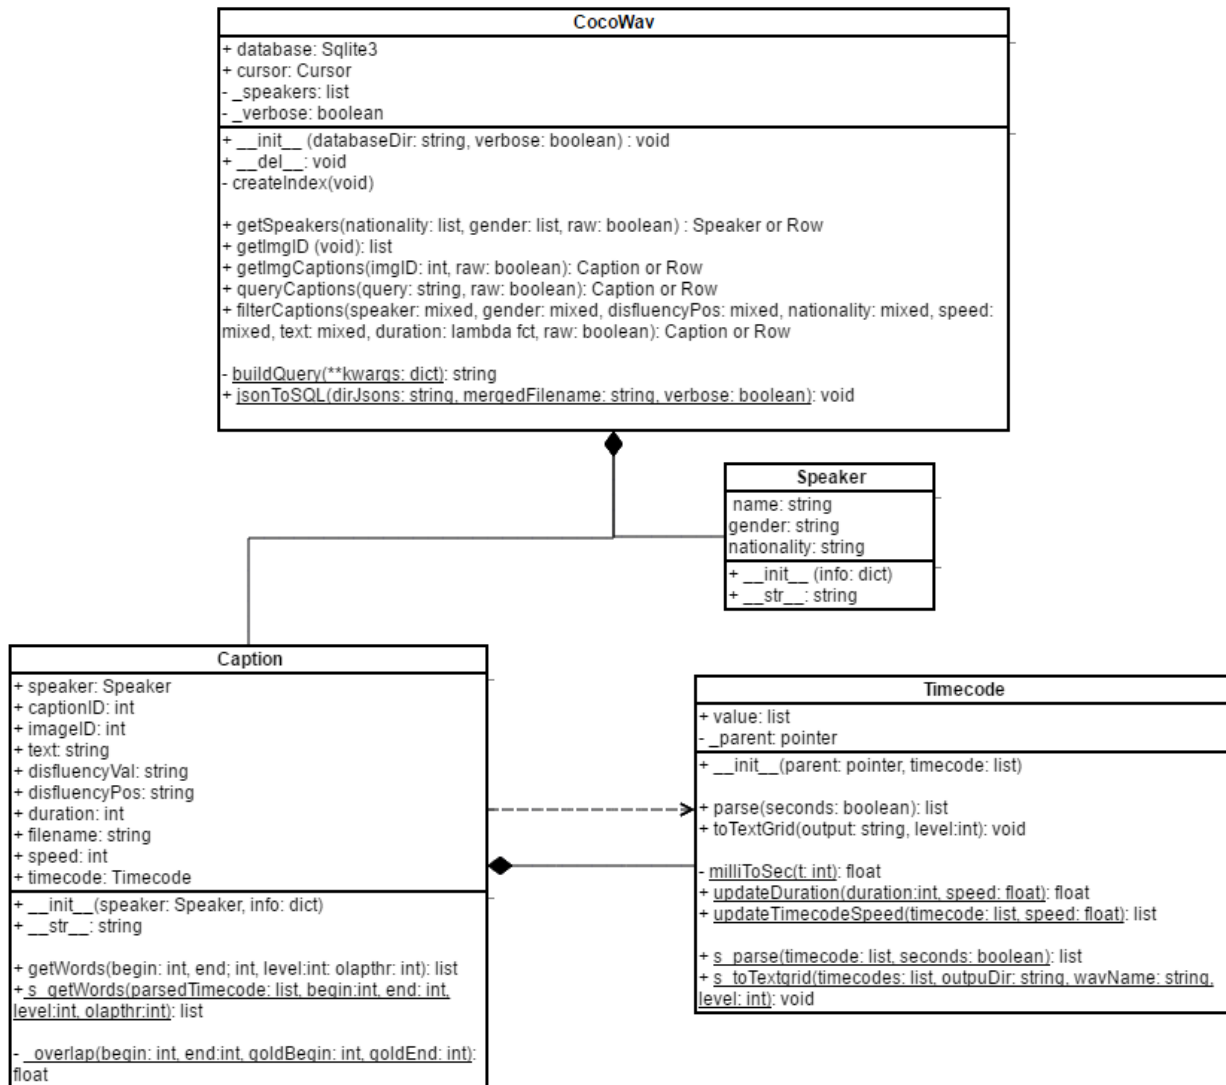 CocoWav
+ database: Sqlite3
+ cursor: Cursor
- _speakers: list
- _verbose: boolean
+ __init__ (databaseDir: string, verbose: boolean) : void
+ __del__: void
- createIndex(void)
+ getSpeakers(nationality: list, gender: list, raw: boolean) : Speaker or Row
+ getImgID (void): list
+ getImgCaptions(imgID: int, raw: boolean): Caption or Row
+ queryCaptions(query: string, raw: boolean): Caption or Row
+ filterCaptions(speaker: mixed, gender: mixed, disfluencyPos: mixed, nationality: mixed, speed:
mixed, text: mixed, duration: lambda fct, raw: boolean): Caption or Row
- buildQuery(**kwargs: dict): string
+ jsonToSQL(dirJsons: string, mergedFilename: string, verbose: boolean): void
Speaker
name: string
gender: string
nationality: string
+ __init__ (info: dict)
+ __str__: string
Caption
+ speaker: Speaker
+ captionID: int
+ imageID: int
+ text: string
+ disfluencyVal: string
+ disfluencyPos: string
+ duration: int
+ filename: string
+ speed: int
+ timecode: Timecode
+ __init__(speaker: Speaker, info: dict)
+ __str__: string
+ getWords(begin: int, end; int, level:int: olapthr: int): list
+ s_getWords(parsedTimecode: list, begin:int, end: int,
level:int, olapthr:int): list
- _overlap(begin: int, end:int, goldBegin: int, goldEnd: int):
float
Timecode
+ value: list
- _parent: pointer
+ __init__(parent: pointer, timecode: list)
+ parse(seconds: boolean): list
+ toTextGrid(output: string, level:int): void
- milliToSec(t: int): float
+ updateDuration(duration:int, speed: float): float
+ updateTimecodeSpeed(timecode: list, speed: float): list
+ s_parse(timecode: list, seconds: boolean): list
+ s_toTextgrid(timecodes: list, outpuDir: string, wavName: string,
level: int): void